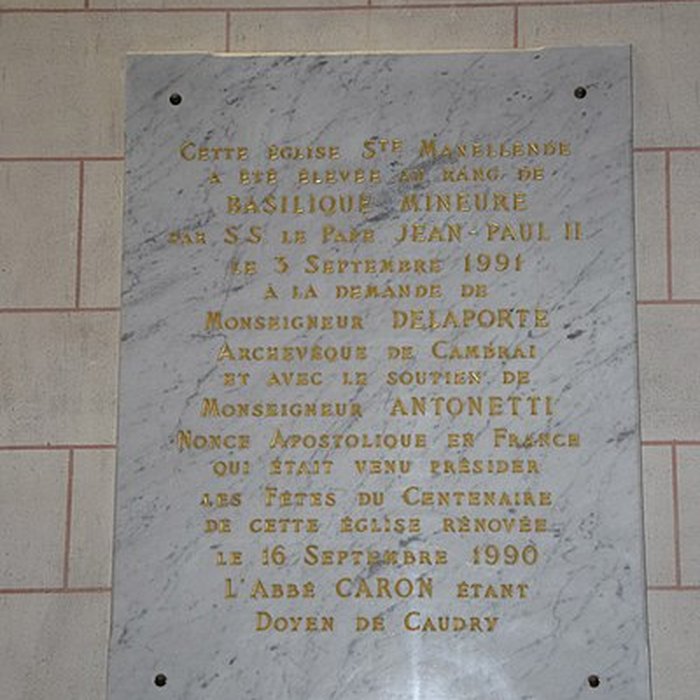 Cette église Ste Maxellende
a été élevée au rang de
BASILIQUE MINEURE
par S.S. le Pape JEAN-PAUL II
le 3 Septembre 1991
à la demande de
Monseigneur DELAPORTE
Archevêque de Cambrai
et avec le soutien de
Monseigneur ANTONETTI
Nonce Apostolique en France
qui était venu présider
les Fêtes du Centenaire
de cette église rénovée
le 16 Septembre 1990
L'Abbé CARON étant
Doyen de Caudry